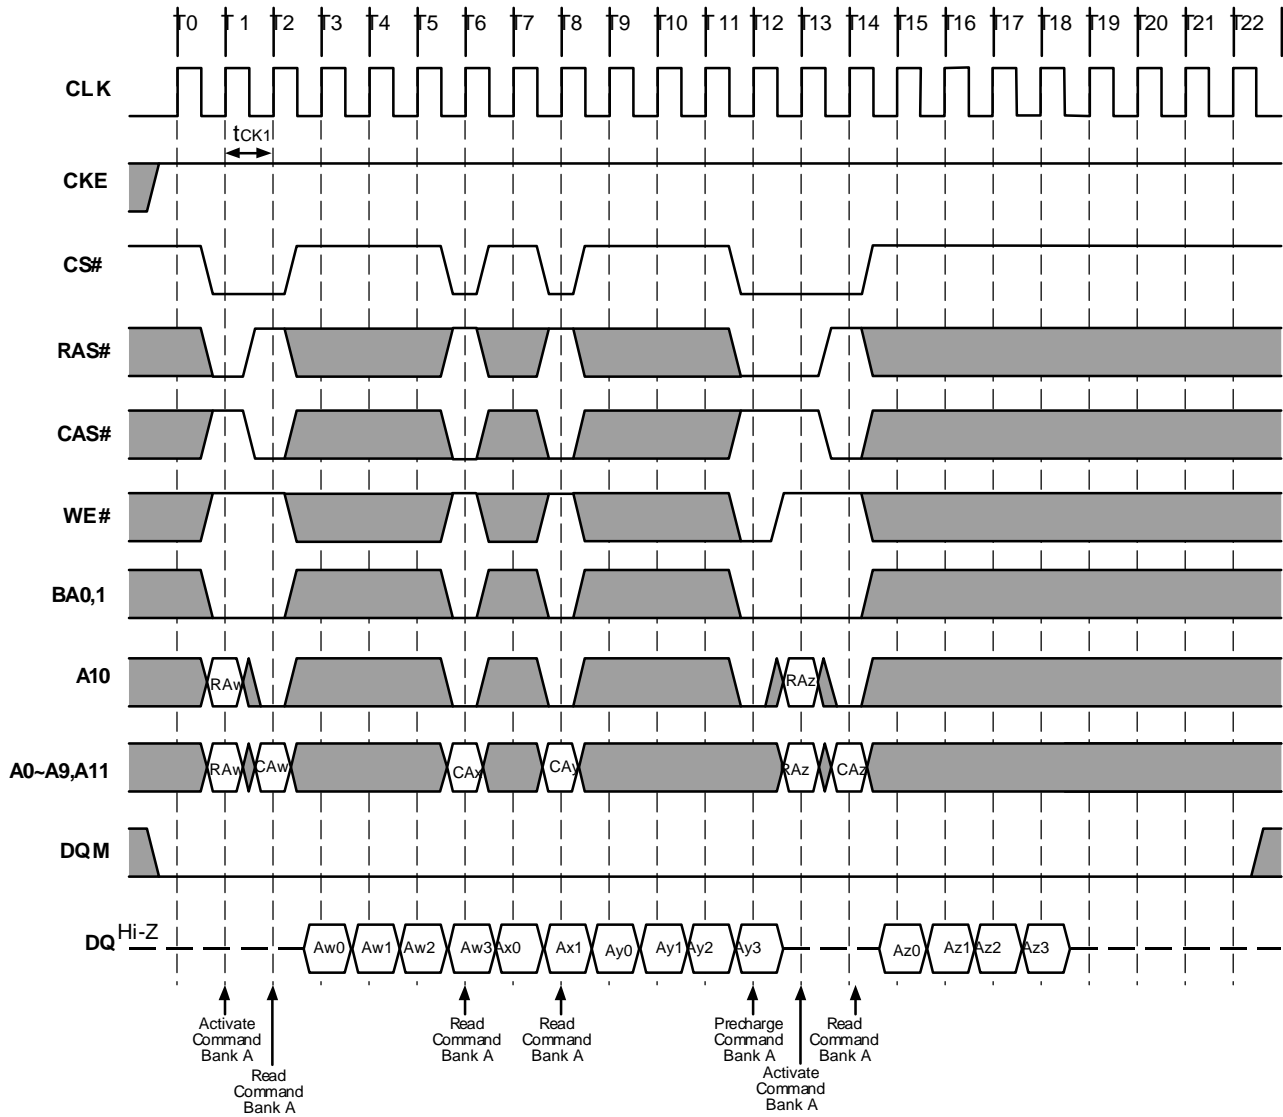 T0 T 1 T2 T3 T4 T5 T6 T7 T8 T9 T10 T 11 T12 T13 T14 T15 T16 T17 T18 T19 T20 T21 T22
CLK
tCK1
CKE
CS#
RAS#
CAS#
WE#
BA0,1
A10
RAw RAz
A0~A9,A11
RAw CAw CAx CAy RAz CAz
DQM
DQ Hi-Z
Aw0 Aw1 Aw2 Aw3 Ax0 Ax1 Ay0 Ay1 Ay2 Ay3 Az0 Az1 Az2 Az3
Activate
Command
Bank A
Read
Command
Bank A
Read
Command
Bank A
Read
Command
Bank A
Precharge
Command
Bank A
Activate
Command
Bank A
Read
Command
Bank A